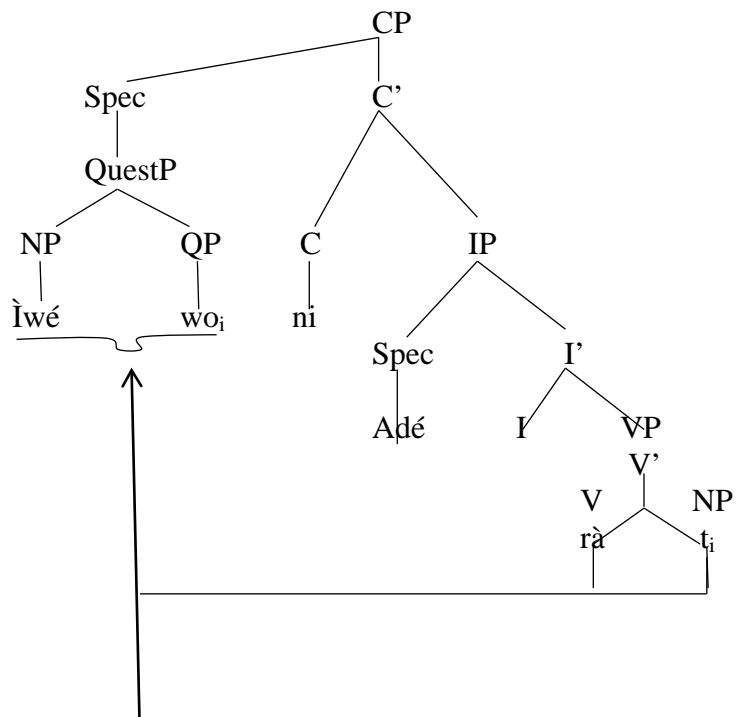 CP
Spec C’
QuestP
NP QP C IP
Ìwé woi ni
Spec I’
Adé I VP
V’
V NP
rà ti